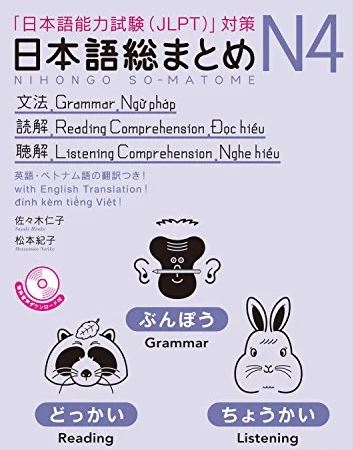 「日本語能力試験（JLPT）」対策
日本語総まとめ N4
NIHONGO SO-MATOME
文法 Grammar Ngữ pháp
読解 Reading Comprehension Đọc hiểu
聴解 Listening Comprehension Nghe hiểu
英語・ベトナム語の翻訳つき！
with English Translation!
đính kèm tiếng Việt!
佐々木仁子
Sasaki Hitoko
松本紀子
Matsumoto Noriko
ぶんぽう
Grammar
どっかい
Reading
ちょうかい
Listening